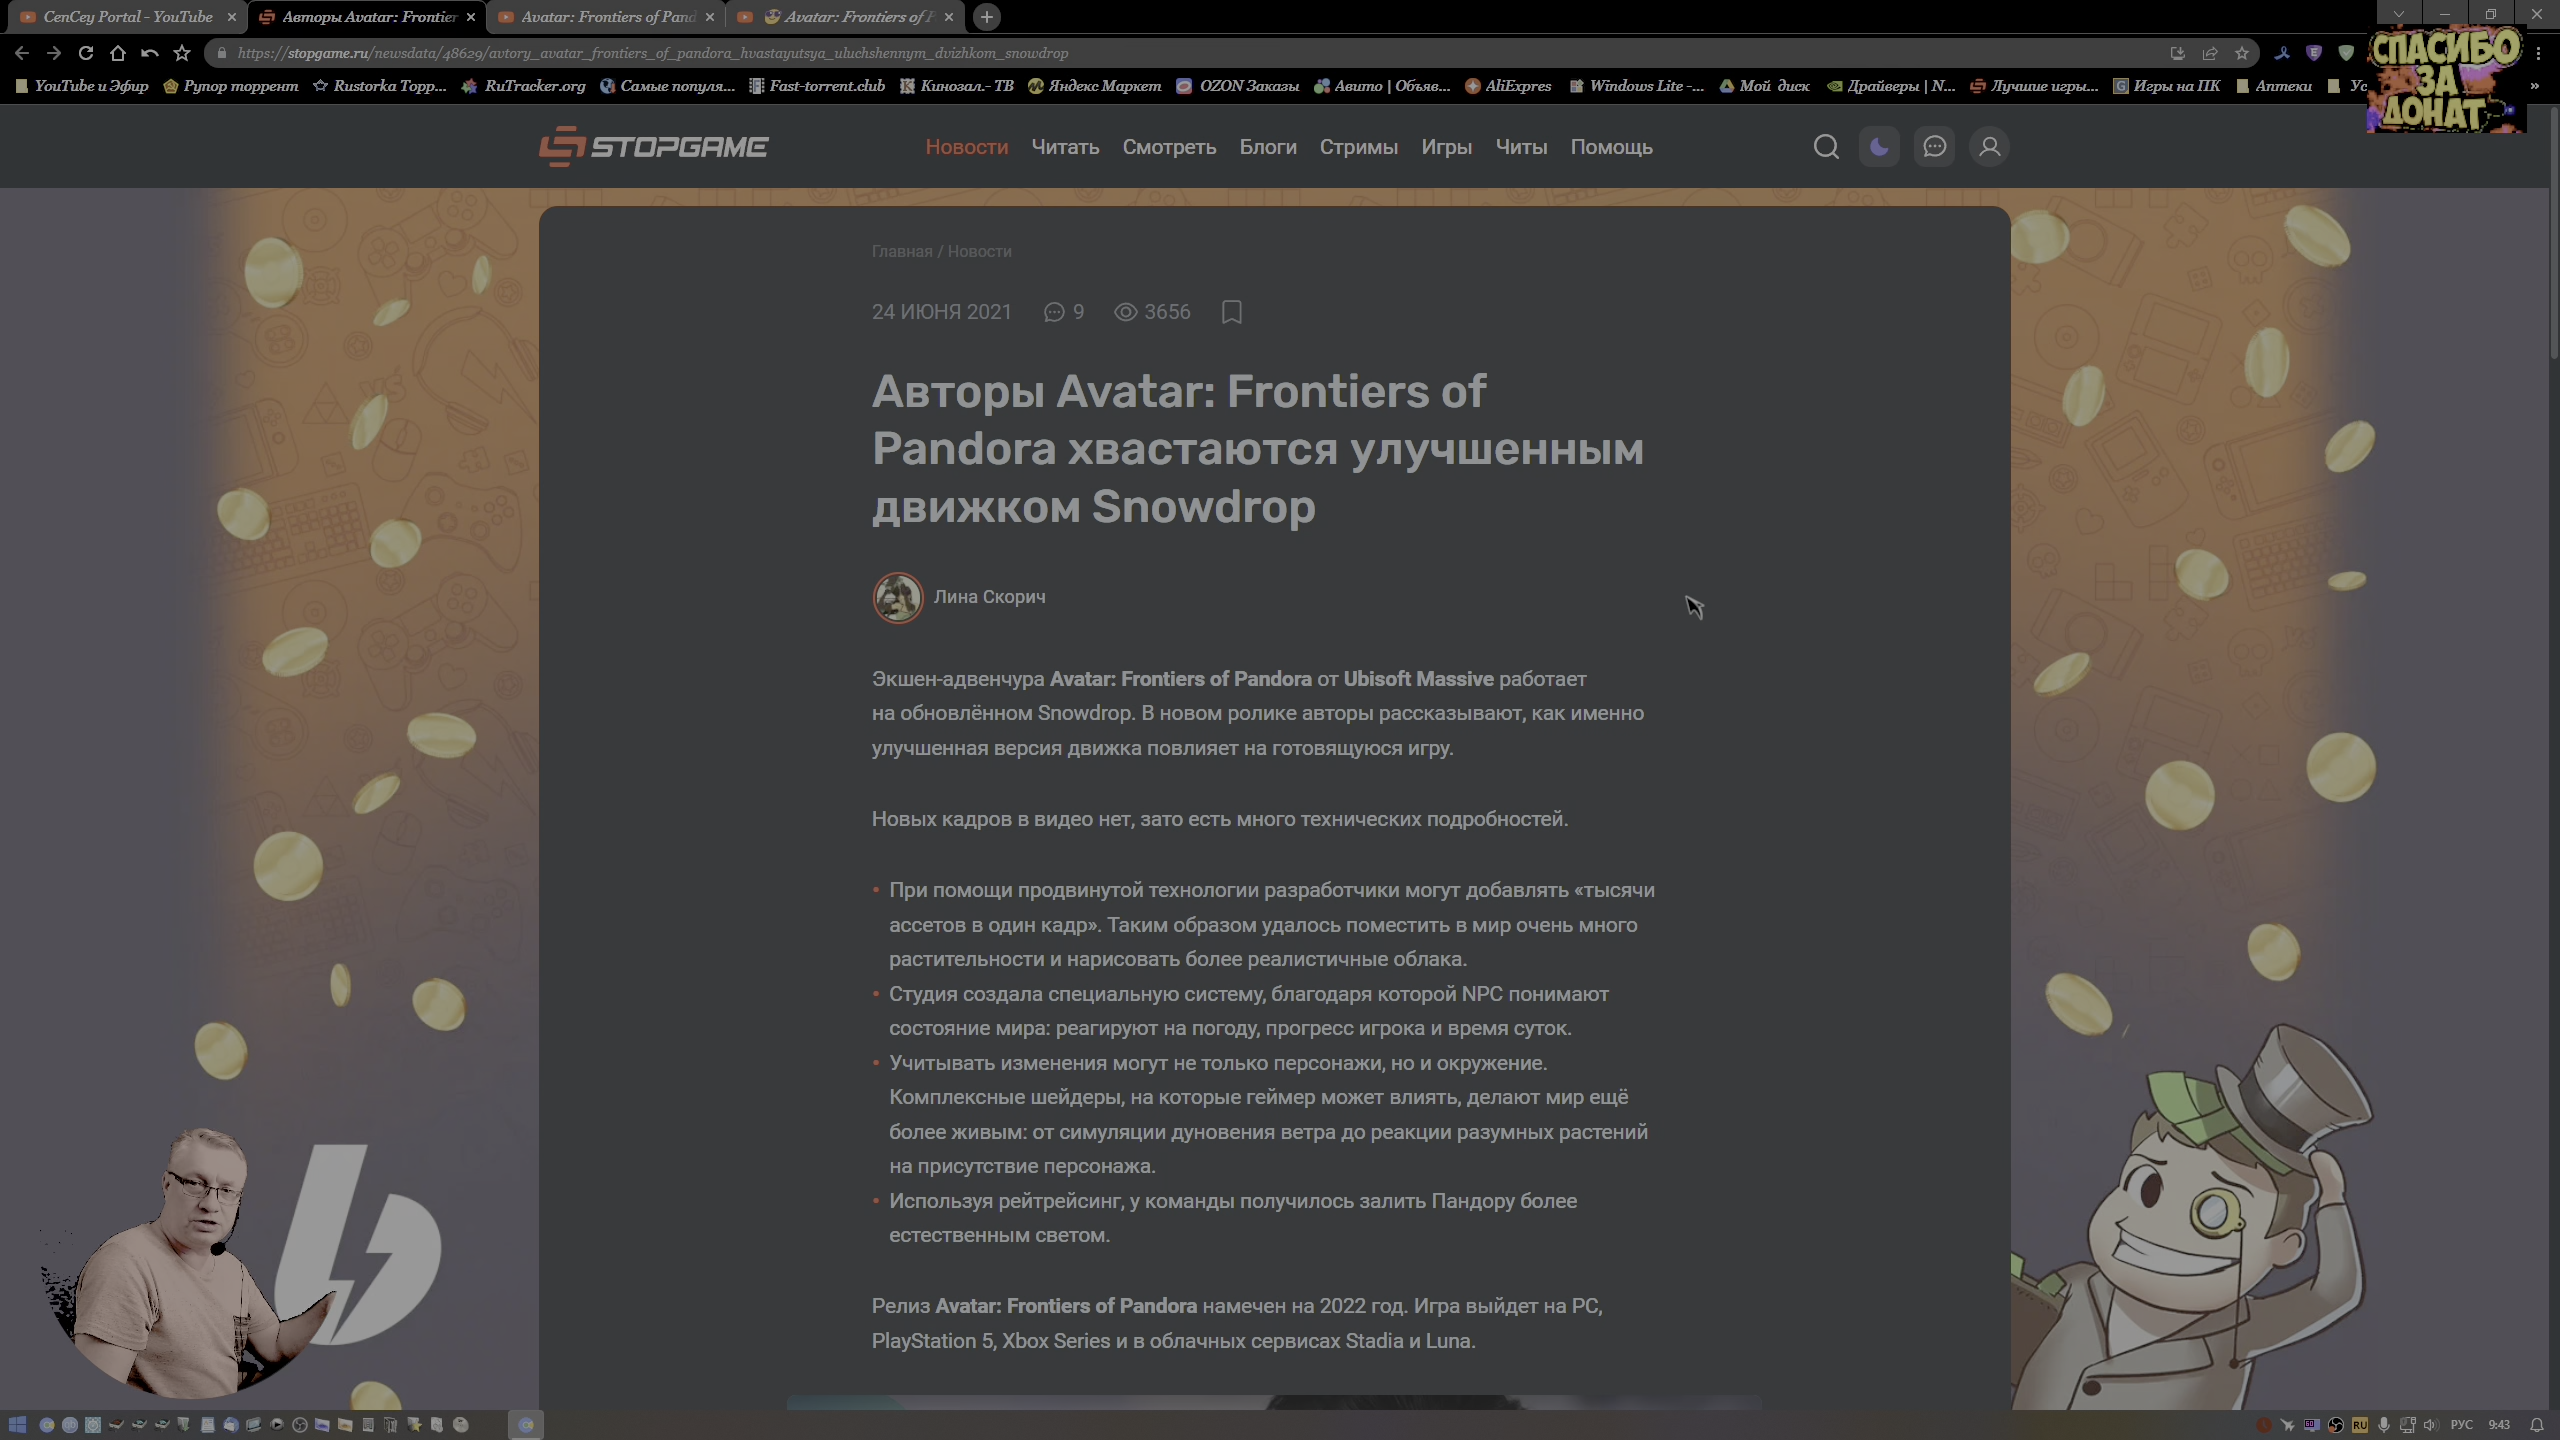 CenCey Portal - YouTube
Авторы Avatar: Frontier
Avatar: Frontiers of Pand
Avatar: Frontiers of P
https://stopgame.ru/newsdata/48629/avtory_avatar_frontiers_of_pandora_hvastayutsya_uluchshennym_dvizhkom_snowdrop
YouTube и Эфир
Рупор торрент
Rustorka Торр...
RuTracker.org
Самые популя...
Fast-torrent.club
Кинозал.- ТВ
Яндекс Маркет
OZON Заказы
Авито | Объяв...
AliExpres
Windows Lite -...
Мой диск
Драйверы | N...
Лучшие игры...
Игры на ПК
Аптеки
Ус
СПАСИБО
ЗА
ДОНАТ
STOPGAME
Новости Читать Смотреть Блоги Стримы Игры Читы Помощь
Главная / Новости
24 ИЮНЯ 2021 9 3656
Авторы Avatar: Frontiers of
Pandora хвастаются улучшенным
движком Snowdrop
Лина Скорич
Экшен-адвенчура Avatar: Frontiers of Pandora от Ubisoft Massive работает
на обновлённом Snowdrop. В новом ролике авторы рассказывают, как именно
улучшенная версия движка повлияет на готовящуюся игру.
Новых кадров в видео нет, зато есть много технических подробностей.
• При помощи продвинутой технологии разработчики могут добавлять «тысячи
ассетов в один кадр». Таким образом удалось поместить в мир очень много
растительности и нарисовать более реалистичные облака.
• Студия создала специальную систему, благодаря которой NPC понимают
состояние мира: реагируют на погоду, прогресс игрока и время суток.
• Учитывать изменения могут не только персонажи, но и окружение.
Комплексные шейдеры, на которые геймер может влиять, делают мир ещё
более живым: от симуляции дуновения ветра до реакции разумных растений
на присутствие персонажа.
• Используя рейтрейсинг, у команды получилось залить Пандору более
естественным светом.
Релиз Avatar: Frontiers of Pandora намечен на 2022 год. Игра выйдет на PC,
PlayStation 5, Xbox Series и в облачных сервисах Stadia и Luna.
RU
РУС
9:43